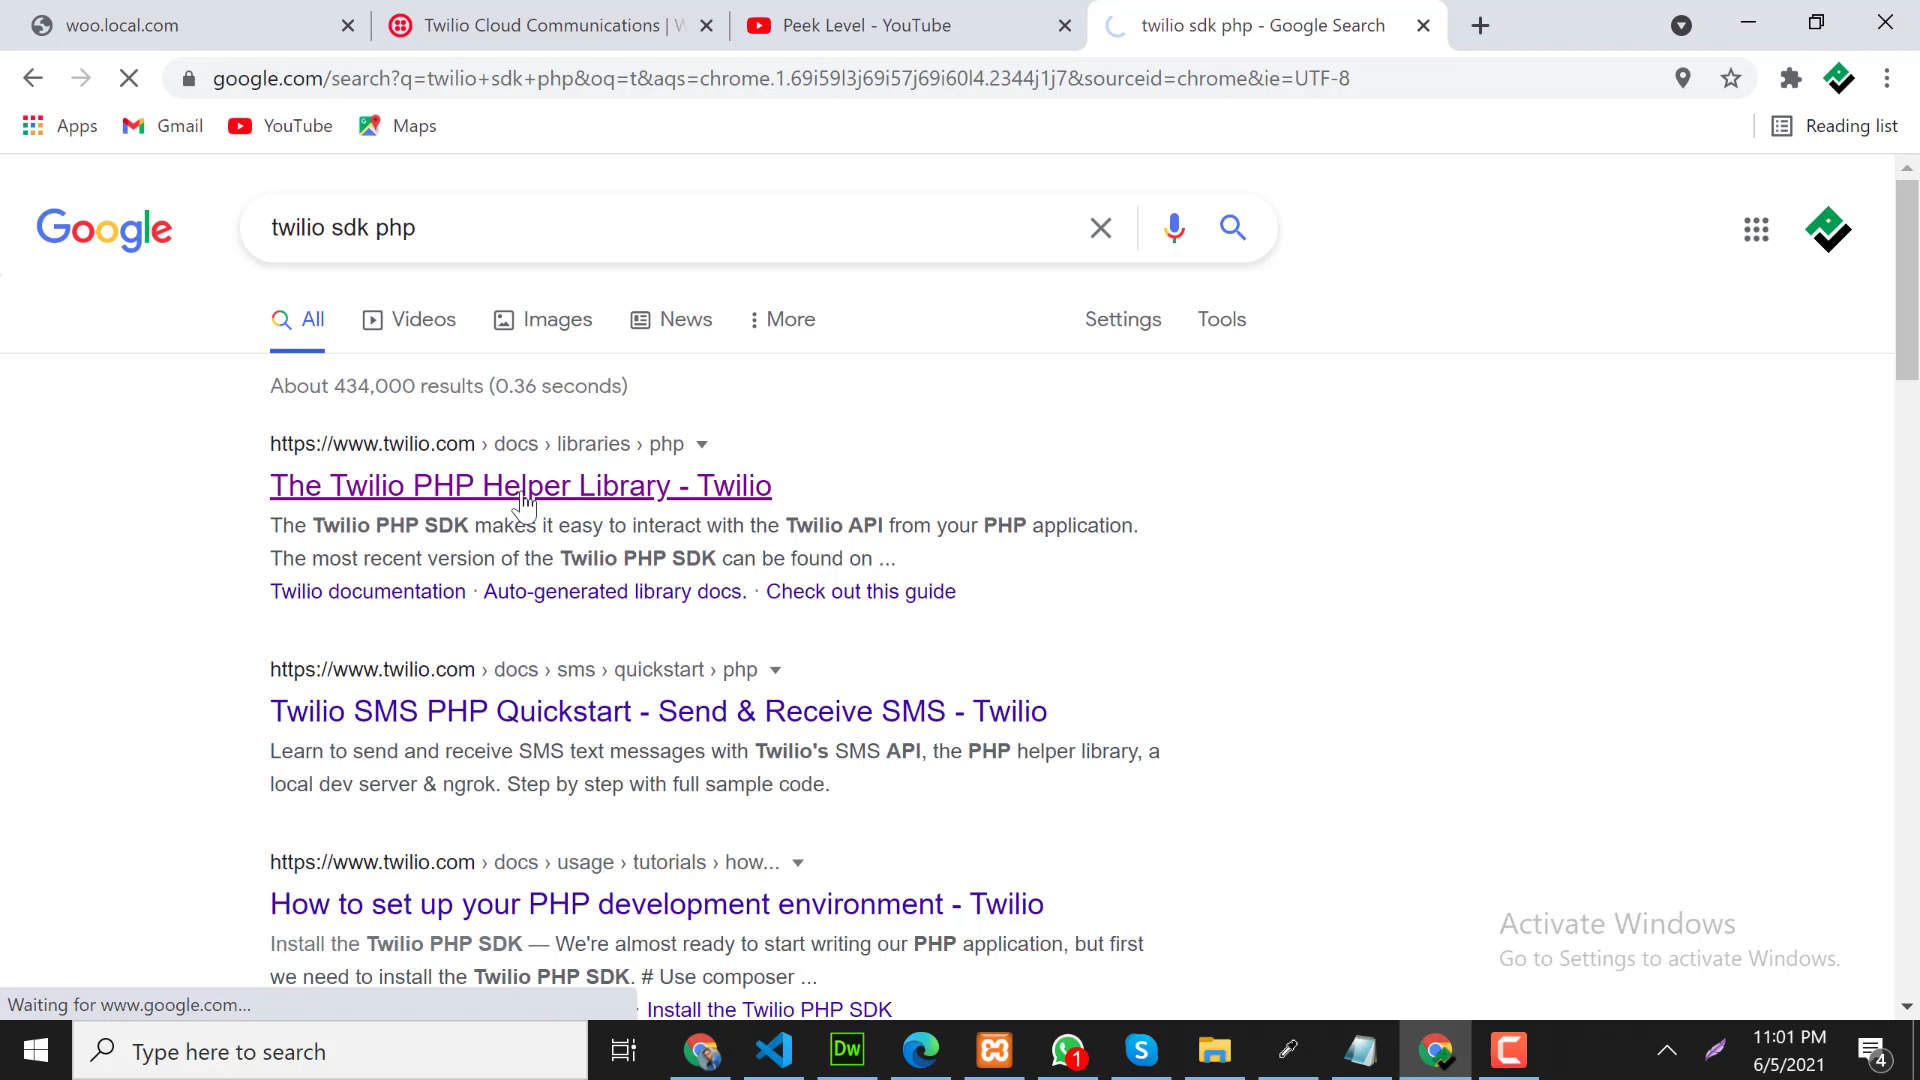 woo.local.com
Twilio Cloud Communications | W
Peek Level - YouTube
twilio sdk php - Google Search
google.com/search?q=twilio+sdk+php&oq=t&aqs=chrome.1.69i59l3j69i57j69i60l4.2344j1j7&sourceid=chrome&ie=UTF-8
Apps
Gmail
YouTube
Maps
Reading list
Google
twilio sdk php
All
Videos
Images
News
More
Settings
Tools
About 434,000 results (0.36 seconds)
https://www.twilio.com › docs › libraries › php
The Twilio PHP Helper Library - Twilio
The Twilio PHP SDK makes it easy to interact with the Twilio API from your PHP application.
The most recent version of the Twilio PHP SDK can be found on ...
Twilio documentation · Auto-generated library docs. · Check out this guide
https://www.twilio.com › docs › sms › quickstart › php
Twilio SMS PHP Quickstart - Send & Receive SMS - Twilio
Learn to send and receive SMS text messages with Twilio's SMS API, the PHP helper library, a
local dev server & ngrok. Step by step with full sample code.
https://www.twilio.com › docs › usage › tutorials › how...
How to set up your PHP development environment - Twilio
Install the Twilio PHP SDK — We're almost ready to start writing our PHP application, but first
we need to install the Twilio PHP SDK. # Use composer ...
· Install the Twilio PHP SDK
Activate Windows
Go to Settings to activate Windows.
Waiting for www.google.com...
Type here to search
Dw
1
S
C
11:01 PM
6/5/2021
4